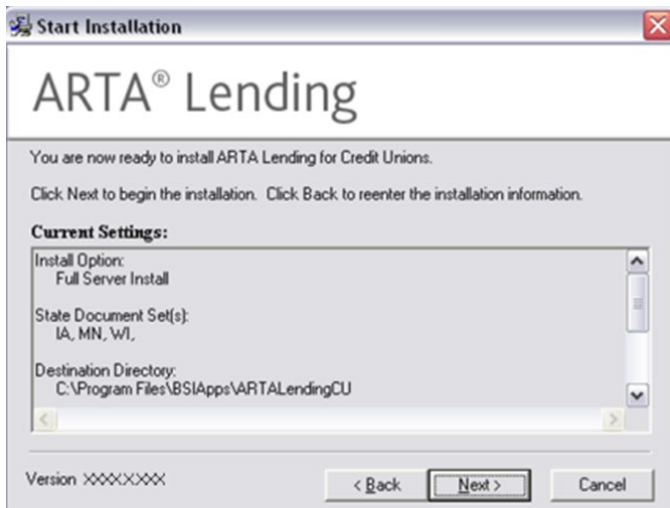 Start Installation
ARTA® Lending
You are now ready to install ARTA Lending for Credit Unions.
Click Next to begin the installation. Click Back to reenter the installation information.
Current Settings:
Install Option:
Full Server Install
State Document Set(s):
IA, MN, WI,
Destination Directory:
C:\Program Files\BSIApps\ARTALendingCU
Version XXXX.X.XXX
< Back
Next >
Cancel